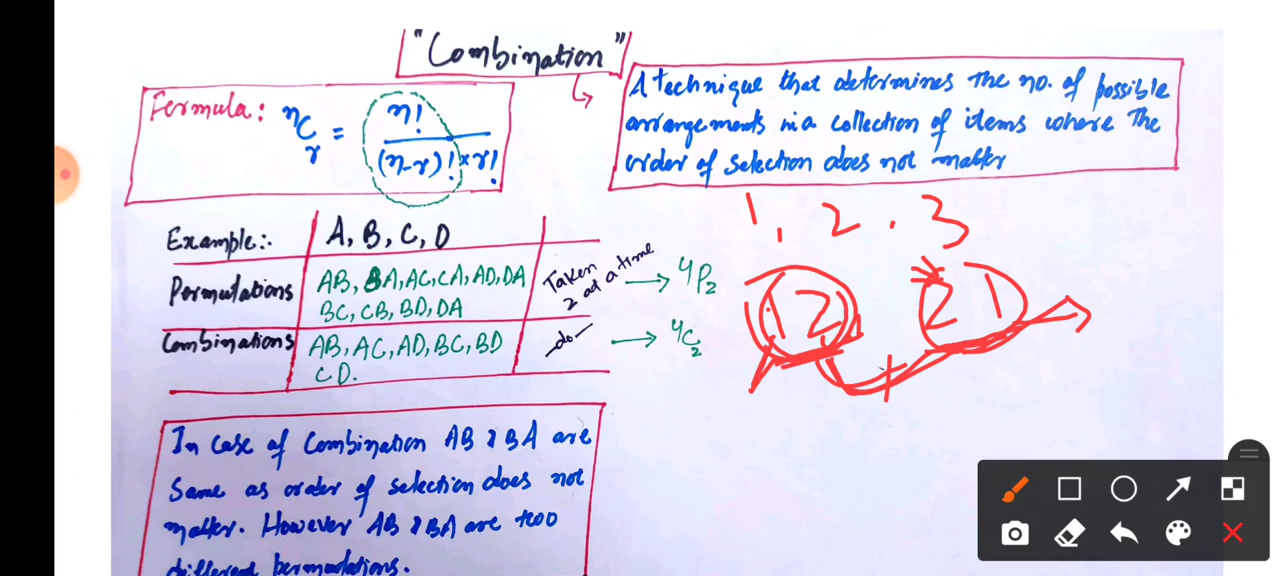 "Combination"
A technique that determines the no. of possible
arrangements in a collection of items where the
order of selection does not matter
Formula: nCr = n! / (n-r)! × r!
1, 2. 3
12 21
Example:- A, B, C, D
Permutations AB, BA, AC, CA, AD, DA
BC, CB, BD, DA
Taken
2 at a time
→ 4P2
Combinations AB, AC, AD, BC, BD
CD.
-do-
→ 4C2
In case of Combination AB & BA are
same as order of selection does not
matter. However AB & BA are two
different permutations.